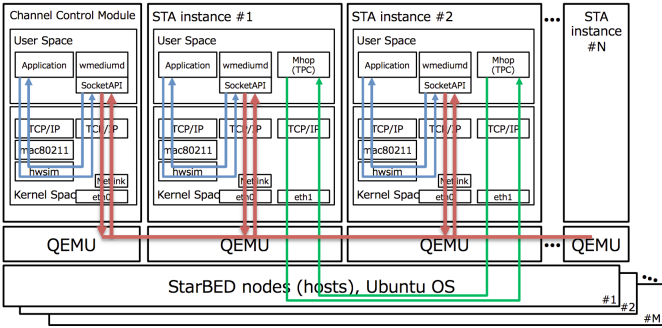 Channel Control Module
User Space
Application
wmediumd
SocketAPI
TCP/IP
TCP/IP
mac80211
hwsim
Netlink
Kernel Space
eth0
STA instance #1
User Space
Application
wmediumd
SocketAPI
Mhop
(TPC)
TCP/IP
TCP/IP
TCP/IP
mac80211
hwsim
Netlink
Kernel Space
eth0
eth1
STA instance #2
User Space
Application
wmediumd
SocketAPI
Mhop
(TPC)
TCP/IP
TCP/IP
TCP/IP
mac80211
hwsim
Netlink
Kernel Space
eth0
eth1
•••
STA
instance
#N
QEMU
QEMU
QEMU
•••
QEMU
StarBED nodes (hosts), Ubuntu OS
#1
#2
•••
#M